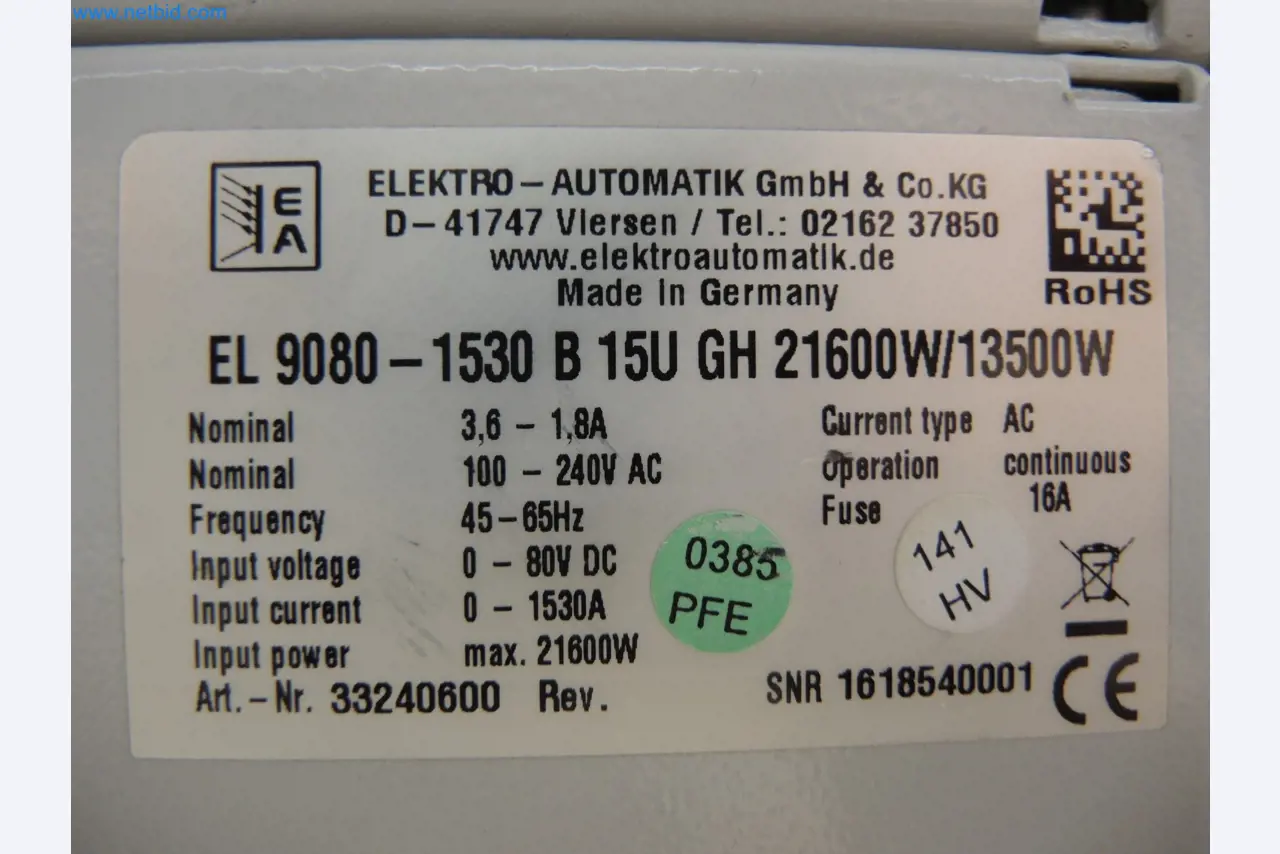 www.netbid.com
EA
ELEKTRO-AUTOMATIK GmbH & Co.KG
D-41747 Viersen / Tel.: 02162 37850
www.elektroautomatik.de
Made in Germany
RoHS
EL 9080-1530 B 15U GH 21600W/13500W
Nominal 3,6 - 1,8A
Nominal 100 - 240V AC
Frequency 45-65Hz
Input voltage 0 - 80V DC
Input current 0 - 1530A
Input power max. 21600W
Art.-Nr. 33240600 Rev.
Current type AC
operation continuous
Fuse 16A
0385
PFE
141
HV
SNR 1618540001
CE